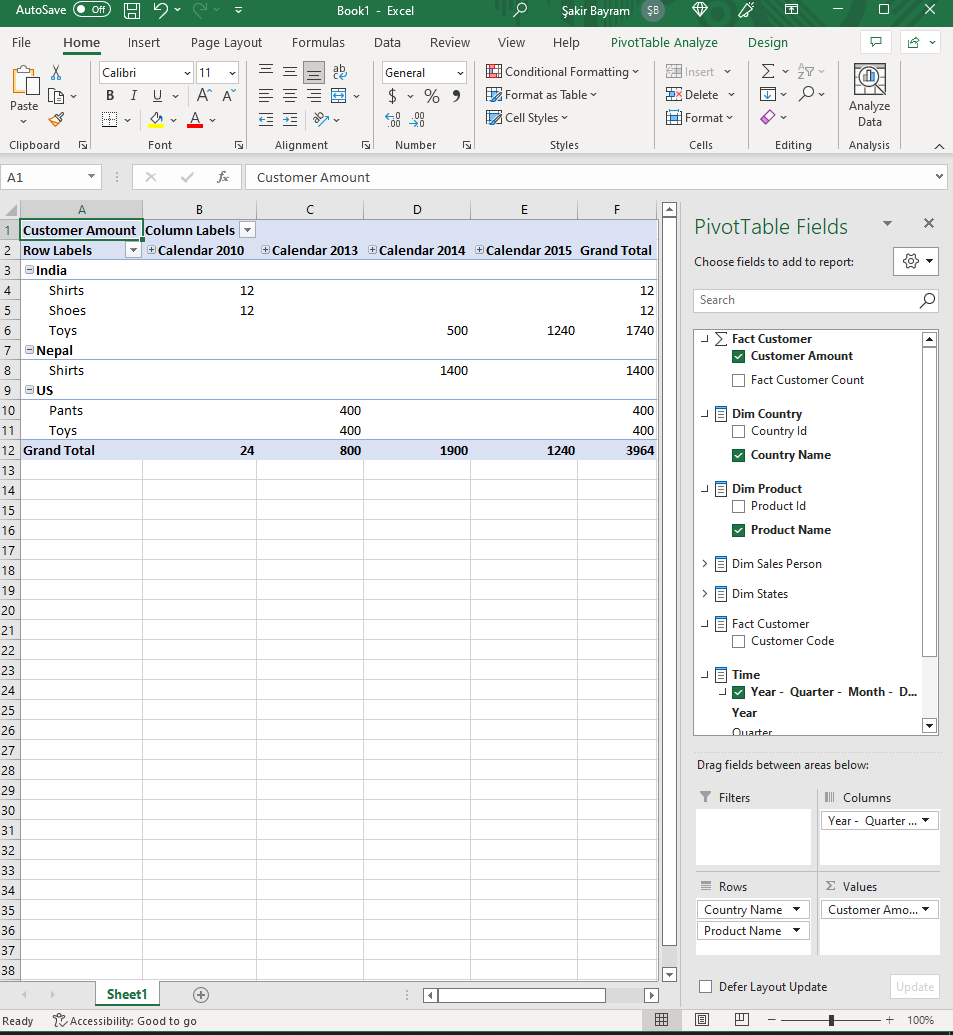 AutoSave Off Book1 - Excel Şakir Bayram ŞB
File Home Insert Page Layout Formulas Data Review View Help PivotTable Analyze Design
Paste
Clipboard
Calibri 11
B I U A A
A
Font
ab
Alignment
General
$ % 9
Number
Conditional Formatting
Format as Table
Cell Styles
Styles
Insert
Delete
Format
Cells
Editing
Analyze
Data
Analysis
A1 fx Customer Amount
A B C D E F
1 Customer Amount Column Labels
2 Row Labels Calendar 2010 Calendar 2013 Calendar 2014 Calendar 2015 Grand Total
3 India
4 Shirts 12 12
5 Shoes 12 12
6 Toys 500 1240 1740
7 Nepal
8 Shirts 1400 1400
9 US
10 Pants 400 400
11 Toys 400 400
12 Grand Total 24 800 1900 1240 3964
13
14
15
16
17
18
19
20
21
22
23
24
25
26
27
28
29
30
31
32
33
34
35
36
37
38
PivotTable Fields
Choose fields to add to report:
Search
Σ Fact Customer
Customer Amount
Fact Customer Count
Dim Country
Country Id
Country Name
Dim Product
Product Id
Product Name
Dim Sales Person
Dim States
Fact Customer
Customer Code
Time
Year - Quarter - Month - D...
Year
Quarter
Drag fields between areas below:
Filters
Columns
Year - Quarter ...
Rows
Country Name
Product Name
Σ Values
Customer Amo...
Defer Layout Update Update
Sheet1
Ready Accessibility: Good to go 100%